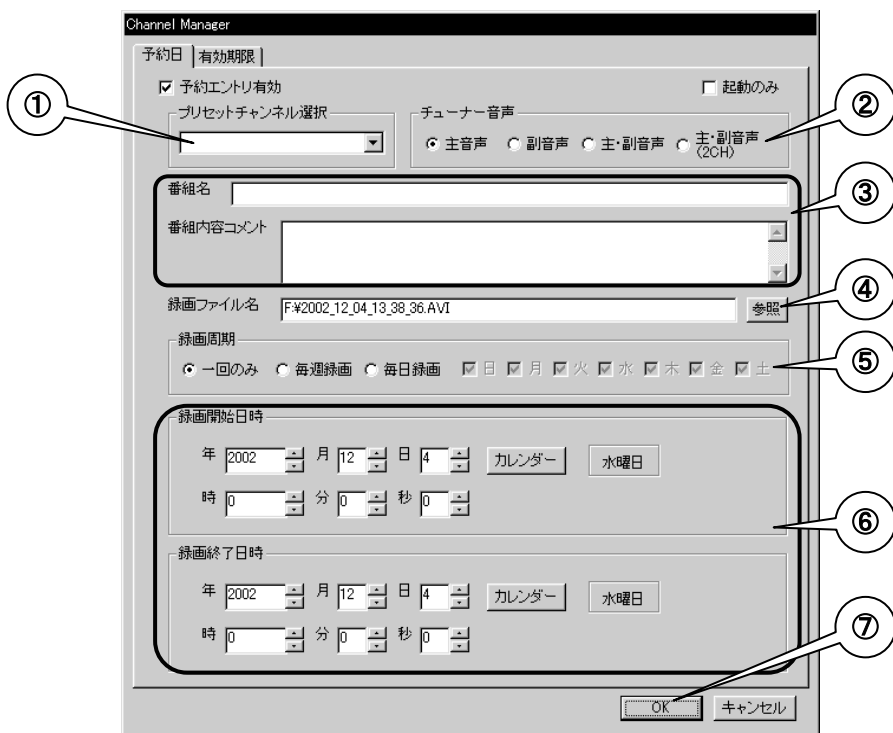 Channel Manager
予約日 有効期限
予約エントリ有効 起動のみ
① プリセットチャンネル選択 チューナー音声 ②
主音声 副音声 主・副音声 主・副音声(2CH)
番組名 ③
番組内容コメント
録画ファイル名 F:¥2002_12_04_13_38_36.AVI 参照 ④
録画周期
一回のみ 毎週録画 毎日録画 日 月 火 水 木 金 土 ⑤
録画開始日時
年 2002 月 12 日 4 カレンダー 水曜日
時 0 分 0 秒 0 ⑥
録画終了日時
年 2002 月 12 日 4 カレンダー 水曜日
時 0 分 0 秒 0 ⑦
OK キャンセル